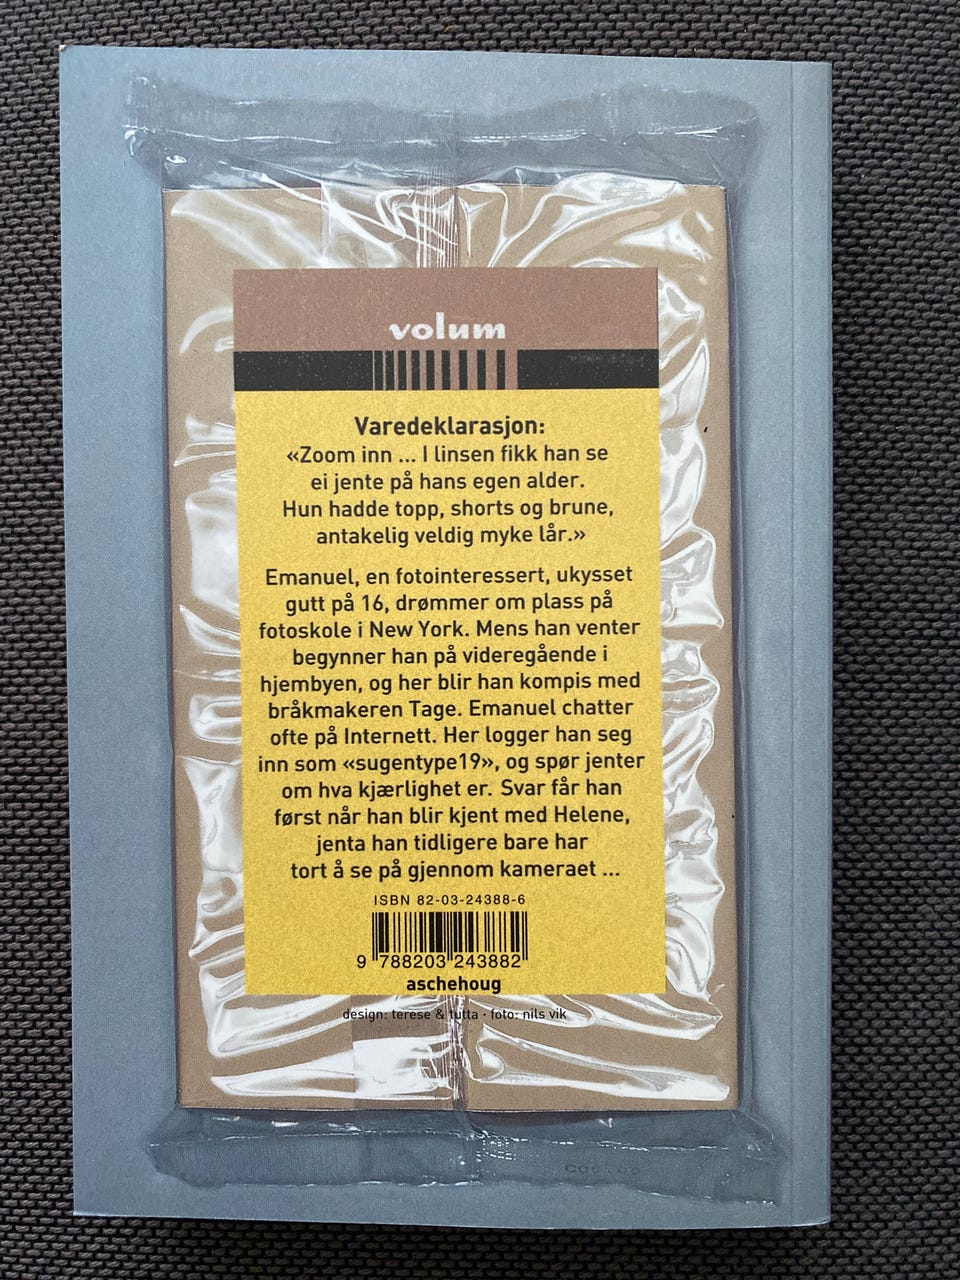 volum
Varedeklarasjon:
«Zoom inn ... I linsen fikk han se
ei jente på hans egen alder.
Hun hadde topp, shorts og brune,
antakelig veldig myke lår.»
Emanuel, en fotointeressert, ukysset
gutt på 16, drømmer om plass på
fotoskole i New York. Mens han venter
begynner han på videregående i
hjembyen, og her blir han kompis med
bråkmakeren Tage. Emanuel chatter
ofte på Internett. Her logger han seg
inn som «sugentype19», og spør jenter
om hva kjærlighet er. Svar får han
først når han blir kjent med Helene,
jenta han tidligere bare har
tort å se på gjennom kameraet ...
ISBN 82-03-24388-6
9 788203 243882
aschehoug
design: terese & tutta · foto: nils vik